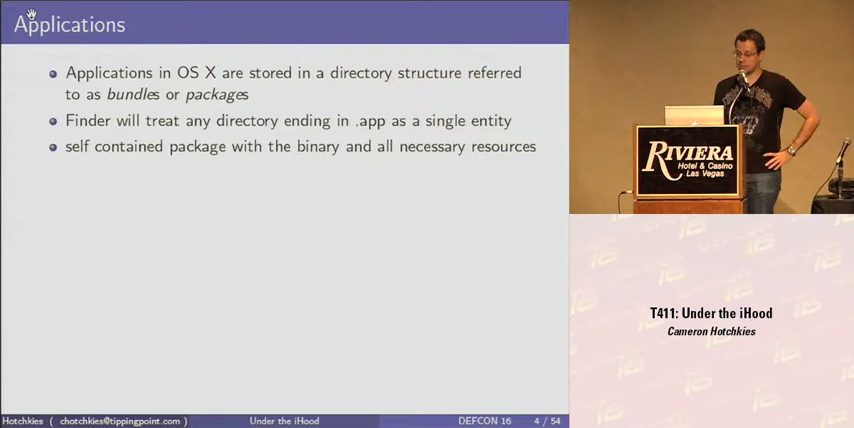 Applications
Applications in OS X are stored in a directory structure referred
to as bundles or packages
Finder will treat any directory ending in .app as a single entity
self contained package with the binary and all necessary resources
Hotchkies ( chotchkies@tippingpoint.com )
Under the iHood
DEFCON 16
4 / 54
RIVIERA
Hotel & Casino
Las Vegas
T411: Under the iHood
Cameron Hotchkies